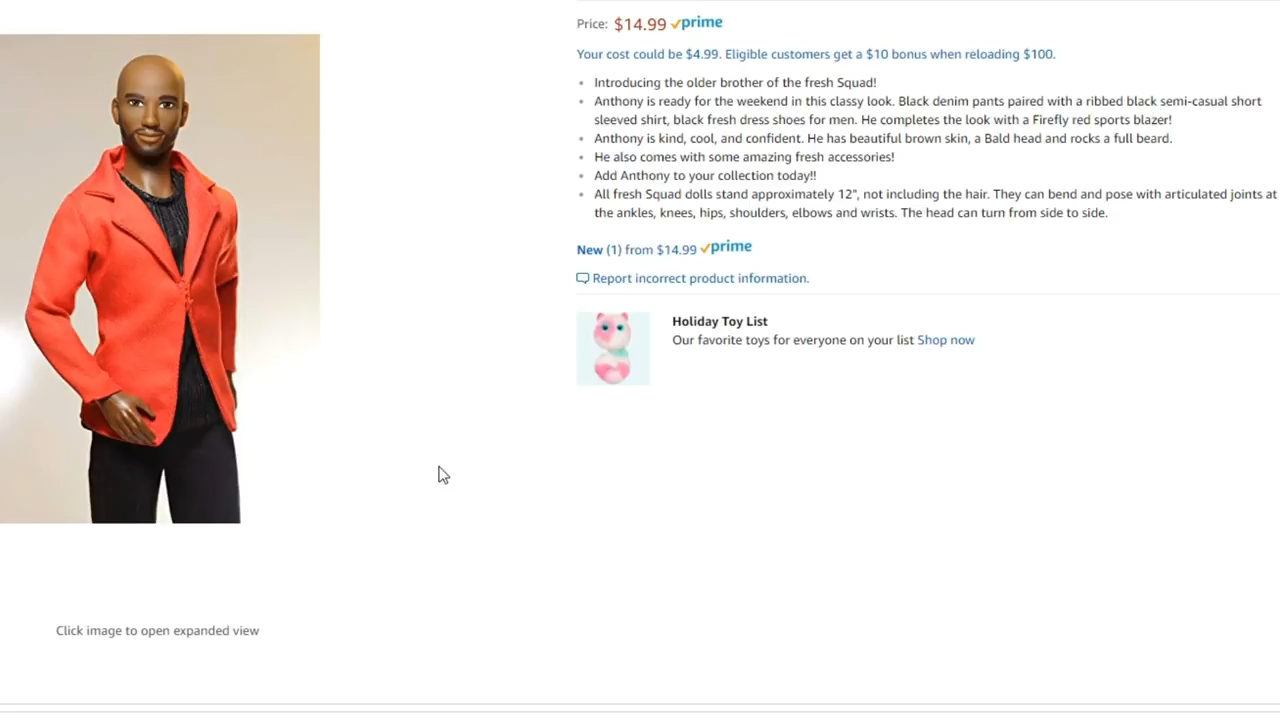 Price: $14.99 prime
Your cost could be $4.99. Eligible customers get a $10 bonus when reloading $100.
Introducing the older brother of the fresh Squad!
Anthony is ready for the weekend in this classy look. Black denim pants paired with a ribbed black semi-casual short
sleeved shirt, black fresh dress shoes for men. He completes the look with a Firefly red sports blazer!
Anthony is kind, cool, and confident. He has beautiful brown skin, a Bald head and rocks a full beard.
He also comes with some amazing fresh accessories!
Add Anthony to your collection today!!
All fresh Squad dolls stand approximately 12", not including the hair. They can bend and pose with articulated joints at
the ankles, knees, hips, shoulders, elbows and wrists. The head can turn from side to side.
New (1) from $14.99 prime
Report incorrect product information.
Holiday Toy List
Our favorite toys for everyone on your list Shop now
Click image to open expanded view